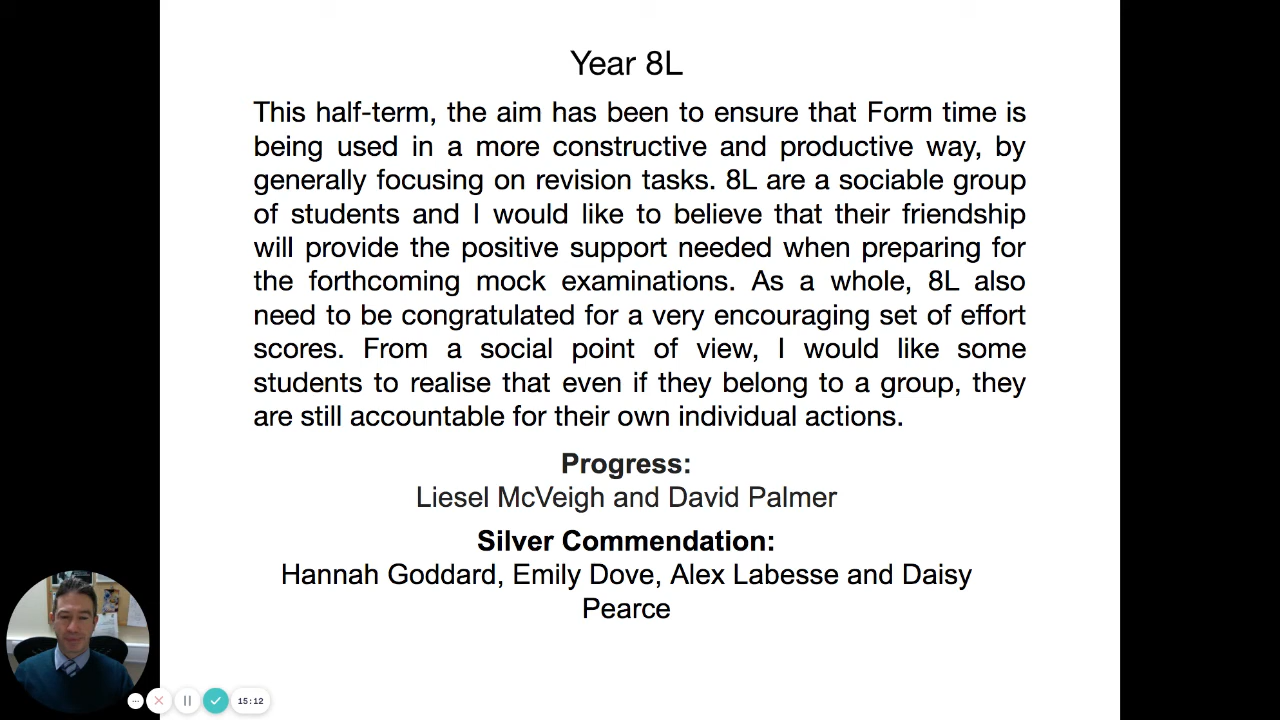 Year 8L
This half-term, the aim has been to ensure that Form time is
being used in a more constructive and productive way, by
generally focusing on revision tasks. 8L are a sociable group
of students and I would like to believe that their friendship
will provide the positive support needed when preparing for
the forthcoming mock examinations. As a whole, 8L also
need to be congratulated for a very encouraging set of effort
scores. From a social point of view, I would like some
students to realise that even if they belong to a group, they
are still accountable for their own individual actions.
Progress:
Liesel McVeigh and David Palmer
Silver Commendation:
Hannah Goddard, Emily Dove, Alex Labesse and Daisy
Pearce
15:12